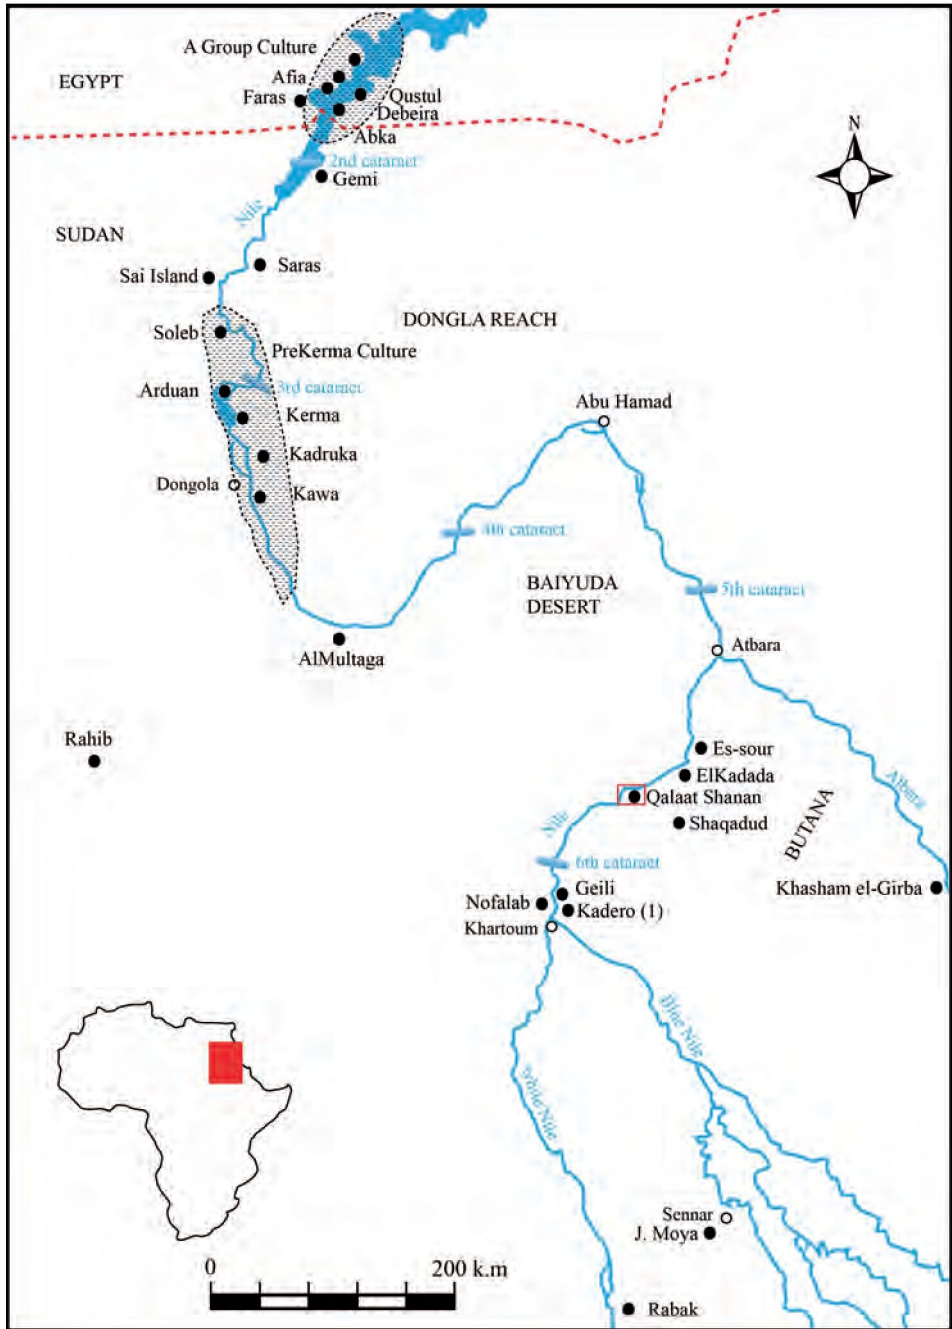 A Group Culture
EGYPT
Afia
Faras
Qustul
Debeira
Abka
N
2nd cataract
Gemi
Nile
SUDAN
Saras
Sai Island
DONGLA REACH
Soleb
PreKerma Culture
3rd cataract
Arduan
Abu Hamad
Kerma
Kadruka
Dongola
Kawa
4th cataract
BAIYUDA
DESERT
5th cataract
Atbara
AlMultaga
Rahib
Es-sour
ElKadada
Atbara
Qalaat Shanan
Nile
Shaqadud
BUTANA
6th cataract
Geili
Khasham el-Girba
Nofalab
Kadero (1)
Khartoum
Blue Nile
White Nile
Sennar
J. Moya
0
200 k.m
Rabak